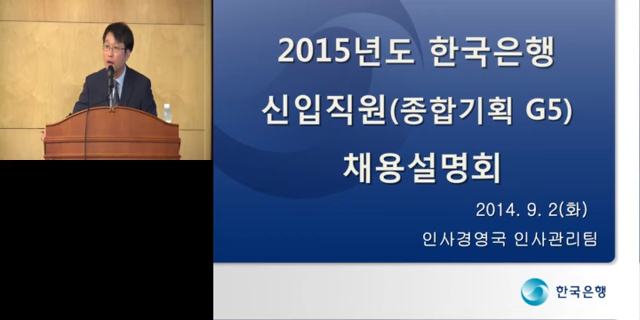 2015년도 한국은행
신입직원(종합기획 G5)
채용설명회
2014. 9. 2(화)
인사경영국 인사관리팀
한국은행